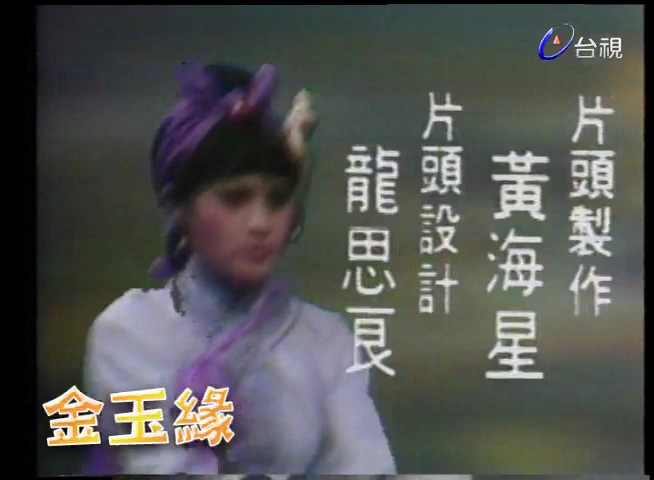 台視
片頭製作
黃海星
片頭設計
龍思良
金玉緣